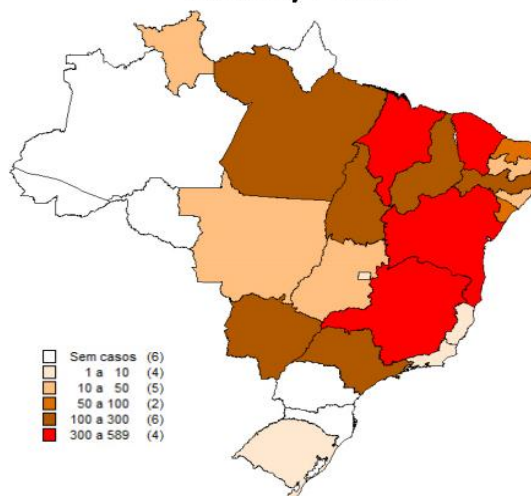 Sem casos (6)
1 a 10 (4)
10 a 50 (5)
50 a 100 (2)
100 a 300 (6)
300 a 589 (4)